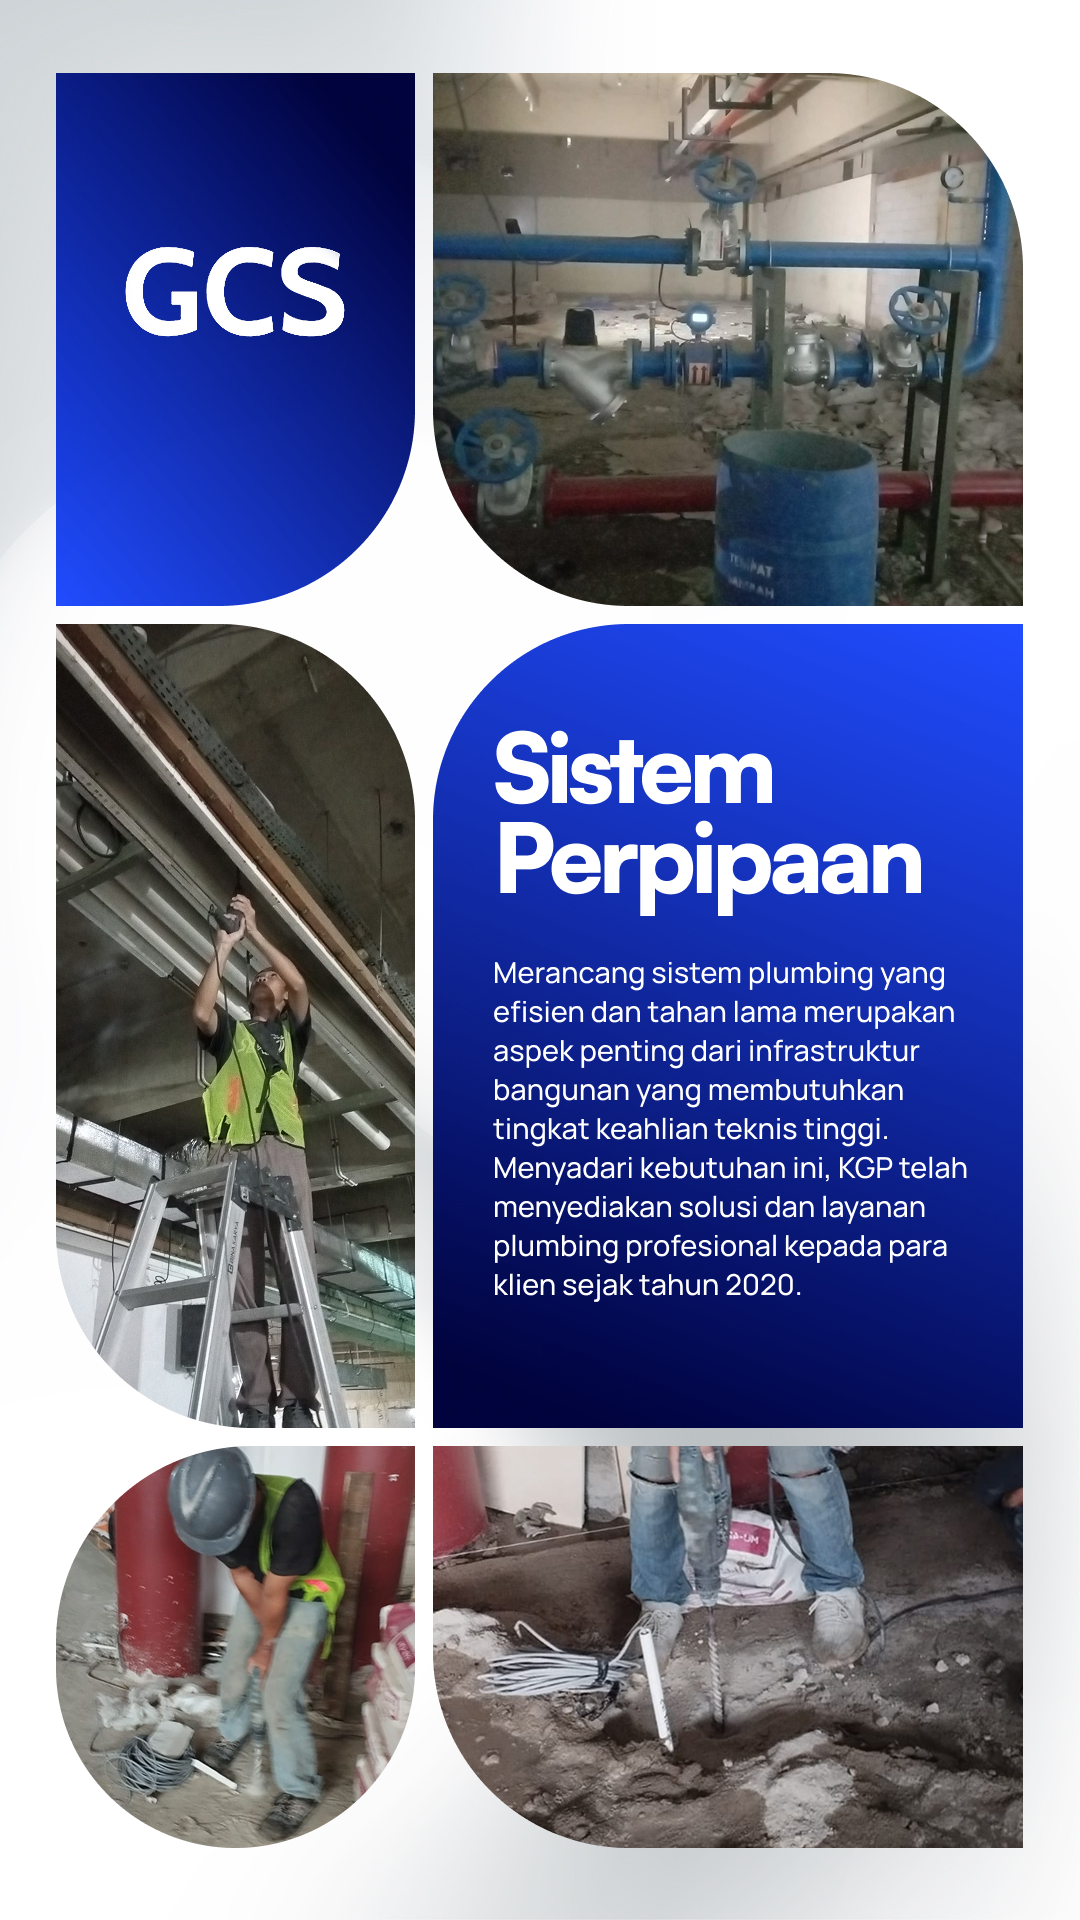 GCS
TEMPAT
Sistem
Perpipaan
Merancang sistem plumbing yang
efisien dan tahan lama merupakan
aspek penting dari infrastruktur
bangunan yang membutuhkan
tingkat keahlian teknis tinggi.
Menyadari kebutuhan ini, KGP telah
menyediakan solusi dan layanan
plumbing profesional kepada para
klien sejak tahun 2020.